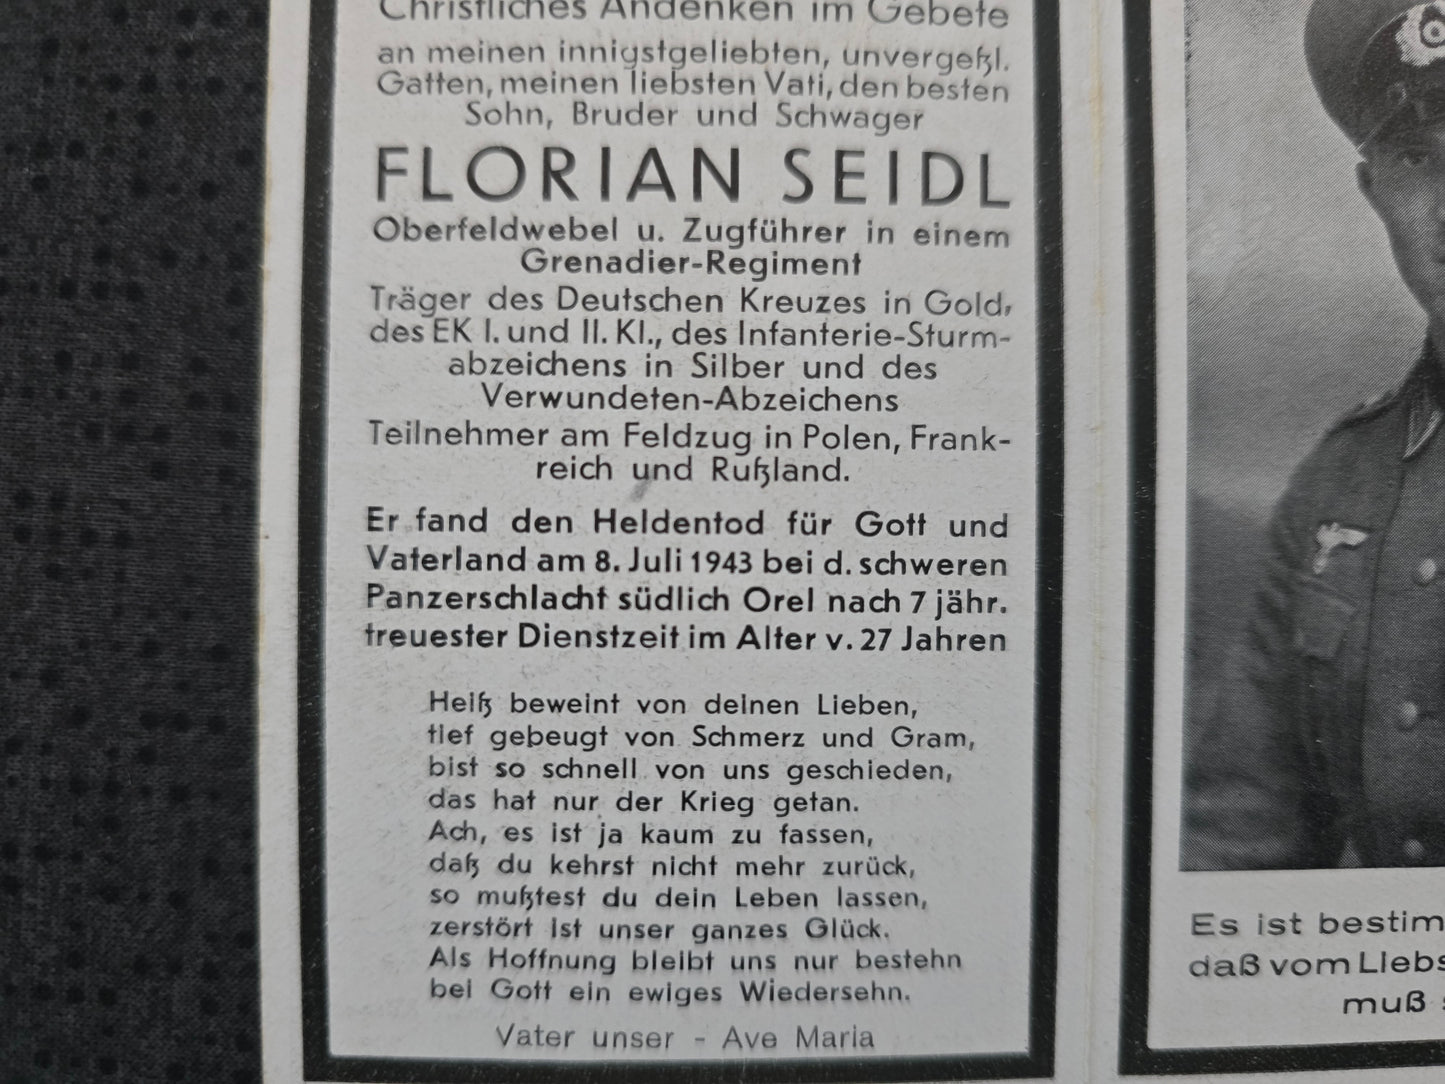 Christliches Andenken im Gebete
an meinen innigstgeliebten, unvergeßl.
Gatten, meinen liebsten Vati, den besten
Sohn, Bruder und Schwager
FLORIAN SEIDL
Oberfeldwebel u. Zugführer in einem
Grenadier-Regiment
Träger des Deutschen Kreuzes in Gold,
des EK I. und II. Kl., des Infanterie-Sturm-
abzeichens in Silber und des
Verwundeten-Abzeichens
Teilnehmer am Feldzug in Polen, Frank-
reich und Rußland.
Er fand den Heldentod für Gott und
Vaterland am 8. Juli 1943 bei d. schweren
Panzerschlacht südlich Orel nach 7 jähr.
treuester Dienstzeit im Alter v. 27 Jahren
Heiß beweint von deinen Lieben,
tief gebeugt von Schmerz und Gram,
bist so schnell von uns geschieden,
das hat nur der Krieg getan.
Ach, es ist ja kaum zu fassen,
daß du kehrst nicht mehr zurück,
so mußtest du dein Leben lassen,
zerstört ist unser ganzes Glück.
Als Hoffnung bleibt uns nur bestehn
bei Gott ein ewiges Wiedersehn.
Vater unser - Ave Maria
Es ist bestim
daß vom Liebs
muß